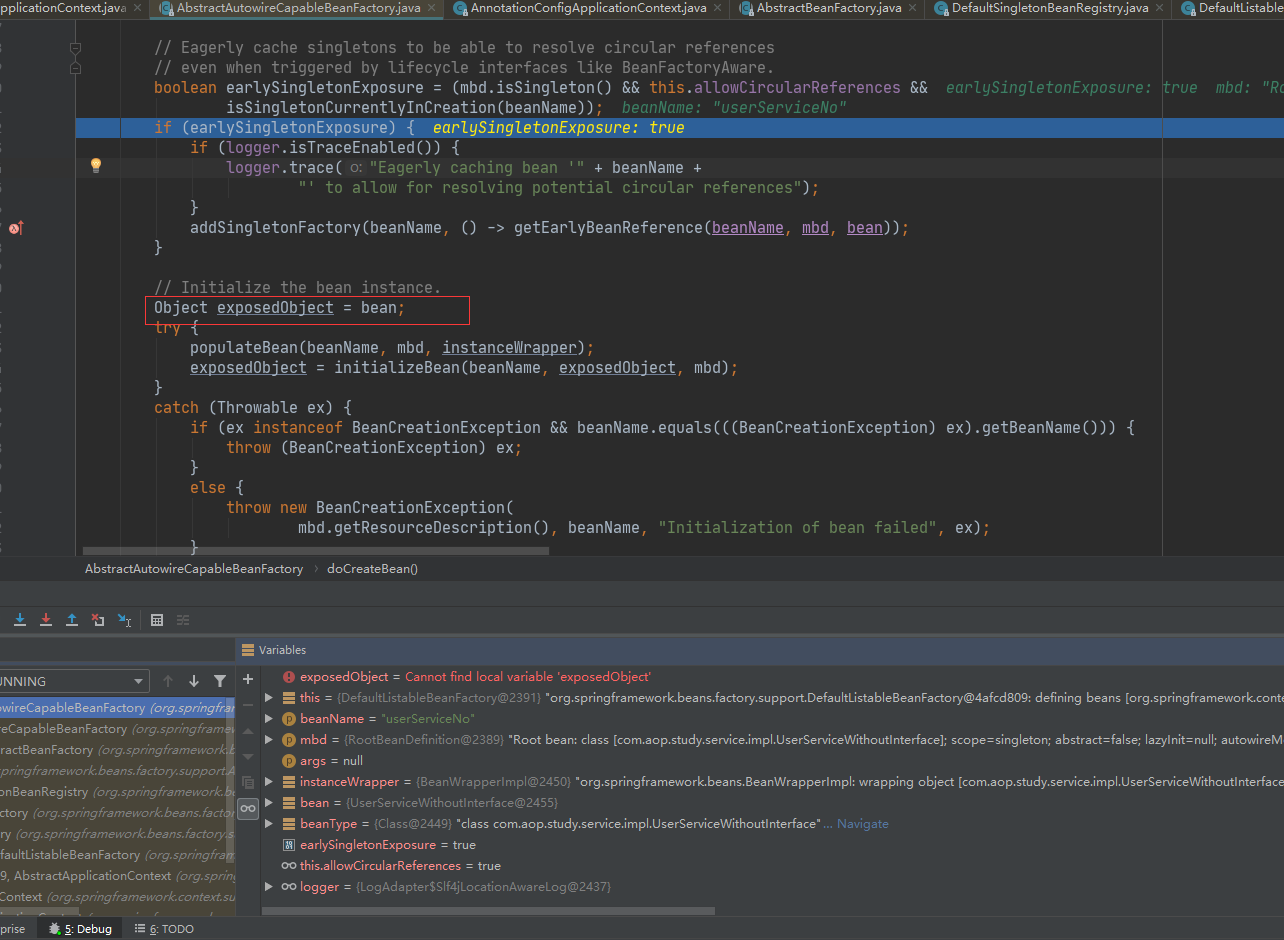 pplicationContext.java AbstractAutowireCapableBeanFactory.java AnnotationConfigApplicationContext.java AbstractBeanFactory.java DefaultSingletonBeanRegistry.java DefaultListable
// Eagerly cache singletons to be able to resolve circular references
// even when triggered by lifecycle interfaces like BeanFactoryAware.
boolean earlySingletonExposure = (mbd.isSingleton() && this.allowCircularReferences && earlySingletonExposure: true mbd: "Ro
isSingletonCurrentlyInCreation(beanName)); beanName: "userServiceNo"
if (earlySingletonExposure) { earlySingletonExposure: true
if (logger.isTraceEnabled()) {
logger.trace( o: "Eagerly caching bean '" + beanName +
"' to allow for resolving potential circular references");
}
addSingletonFactory(beanName, () -> getEarlyBeanReference(beanName, mbd, bean));
}
// Initialize the bean instance.
Object exposedObject = bean;
try {
populateBean(beanName, mbd, instanceWrapper);
exposedObject = initializeBean(beanName, exposedObject, mbd);
}
catch (Throwable ex) {
if (ex instanceof BeanCreationException && beanName.equals(((BeanCreationException) ex).getBeanName())) {
throw (BeanCreationException) ex;
}
else {
throw new BeanCreationException(
mbd.getResourceDescription(), beanName, "Initialization of bean failed", ex);
}
AbstractAutowireCapableBeanFactory › doCreateBean()
Variables
UNNING
owireCapableBeanFactory (org.springfran
reCapableBeanFactory (org.springframew
tractBeanFactory (org.springframework.b
springframework.beans.factory.support.A
onBeanRegistry (org.springframework.be
ctory (org.springframework.beans.factor
ry (org.springframework.beans.factory.s
faultListableBeanFactory (org.springfram
9, AbstractApplicationContext (org.sprin
Context (org.springframework.context.su
exposedObject = Cannot find local variable 'exposedObject'
this = {DefaultListableBeanFactory@2391} "org.springframework.beans.factory.support.DefaultListableBeanFactory@4afcd809: defining beans [org.springframework.conte
beanName = "userServiceNo"
mbd = {RootBeanDefinition@2389} "Root bean: class [com.aop.study.service.impl.UserServiceWithoutInterface]; scope=singleton; abstract=false; lazyInit=null; autowireMo
args = null
instanceWrapper = {BeanWrapperImpl@2450} "org.springframework.beans.BeanWrapperImpl: wrapping object [com.aop.study.service.impl.UserServiceWithoutInterface
bean = {UserServiceWithoutInterface@2455}
beanType = {Class@2449} "class com.aop.study.service.impl.UserServiceWithoutInterface" ... Navigate
earlySingletonExposure = true
this.allowCircularReferences = true
logger = {LogAdapter$Slf4jLocationAwareLog@2437}
prise 5: Debug 6: TODO